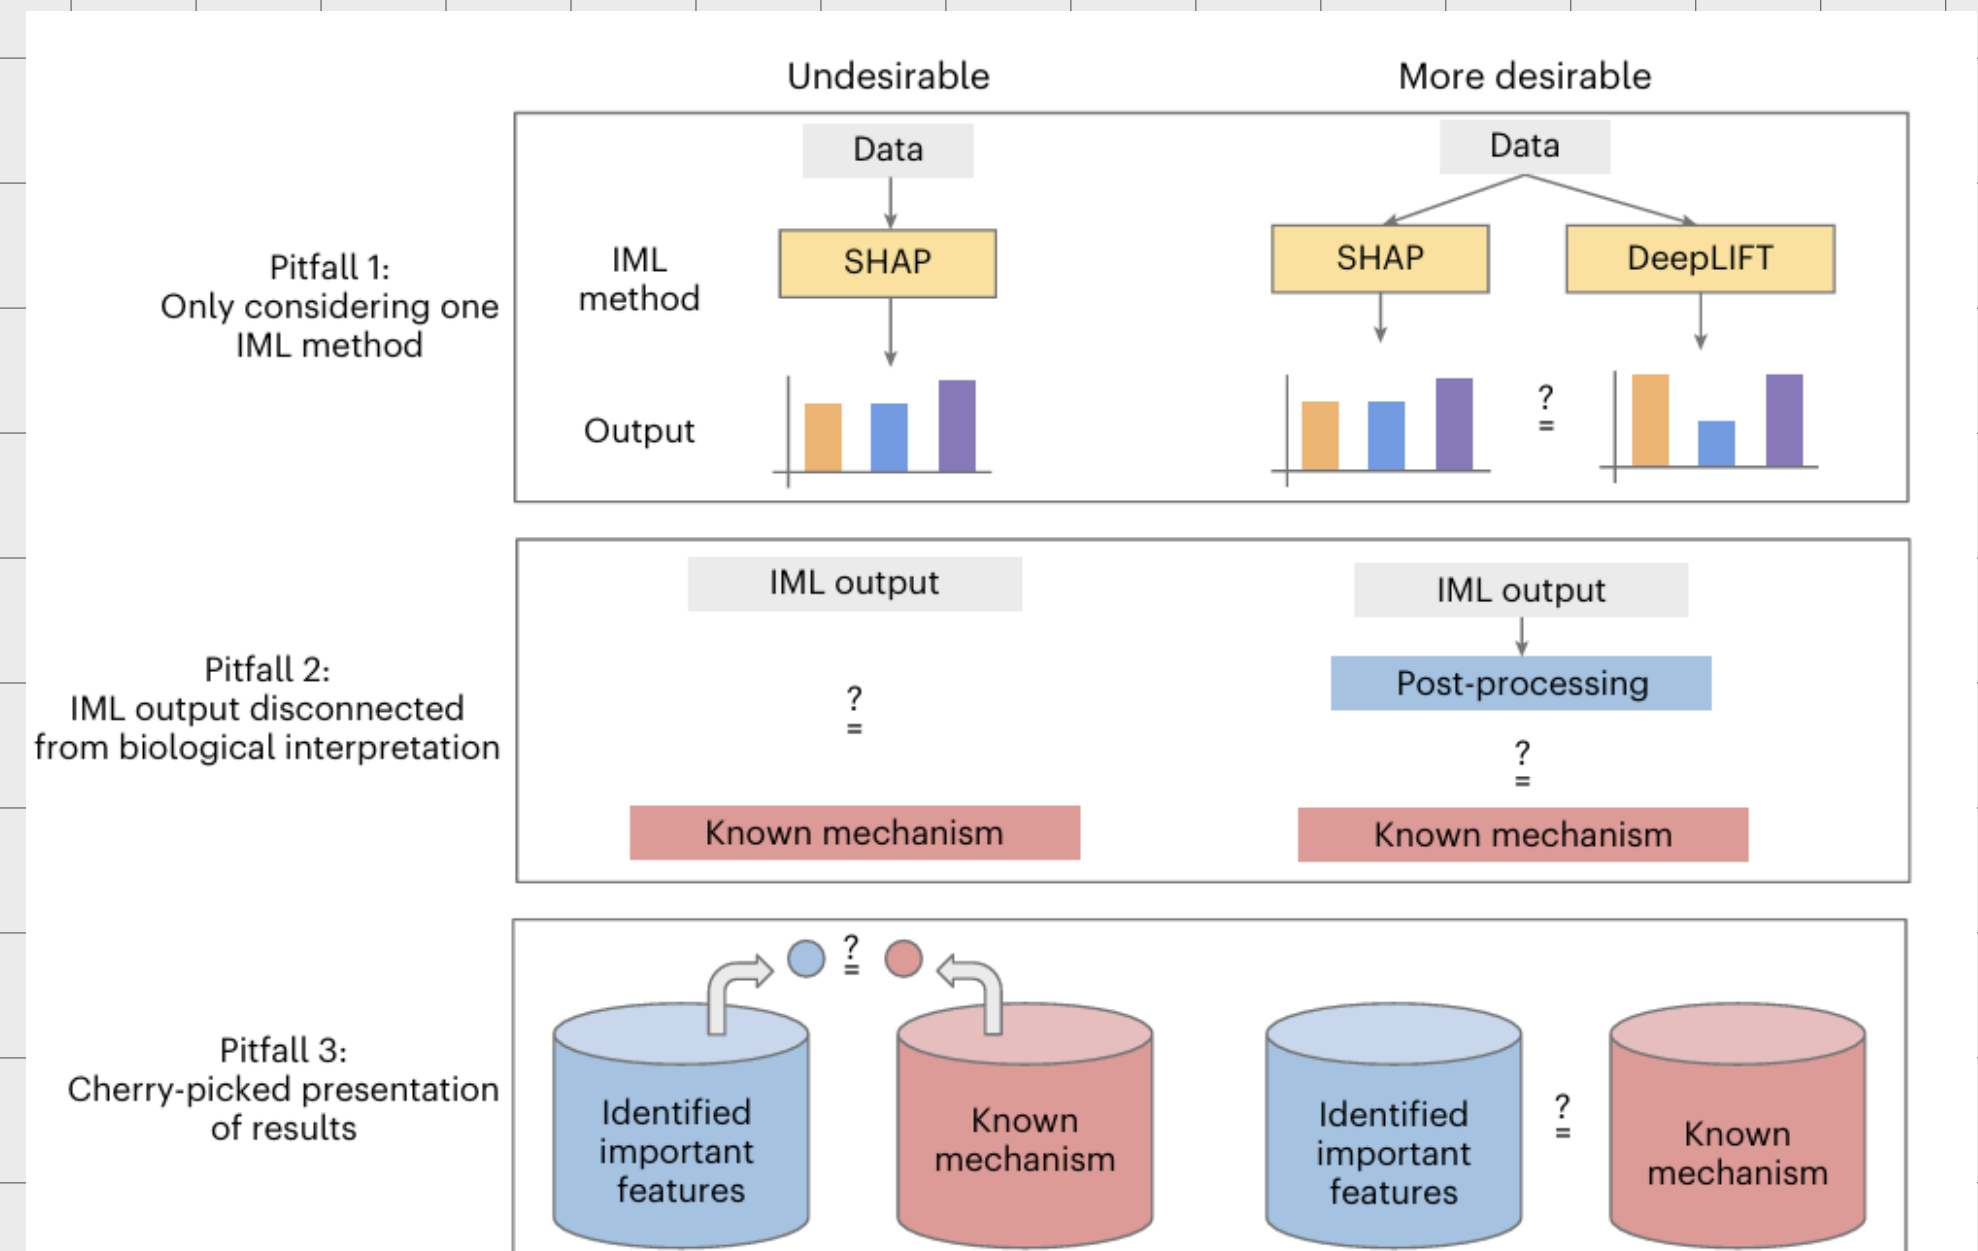 Undesirable
More desirable
Pitfall 1:
Only considering one
IML method
IML
method
Output
Data
SHAP
Data
SHAP
DeepLIFT
?
=
Pitfall 2:
IML output disconnected
from biological interpretation
IML output
?
=
Known mechanism
IML output
Post-processing
?
=
Known mechanism
Pitfall 3:
Cherry-picked presentation
of results
?
=
Identified
important
features
Known
mechanism
Identified
important
features
?
=
Known
mechanism